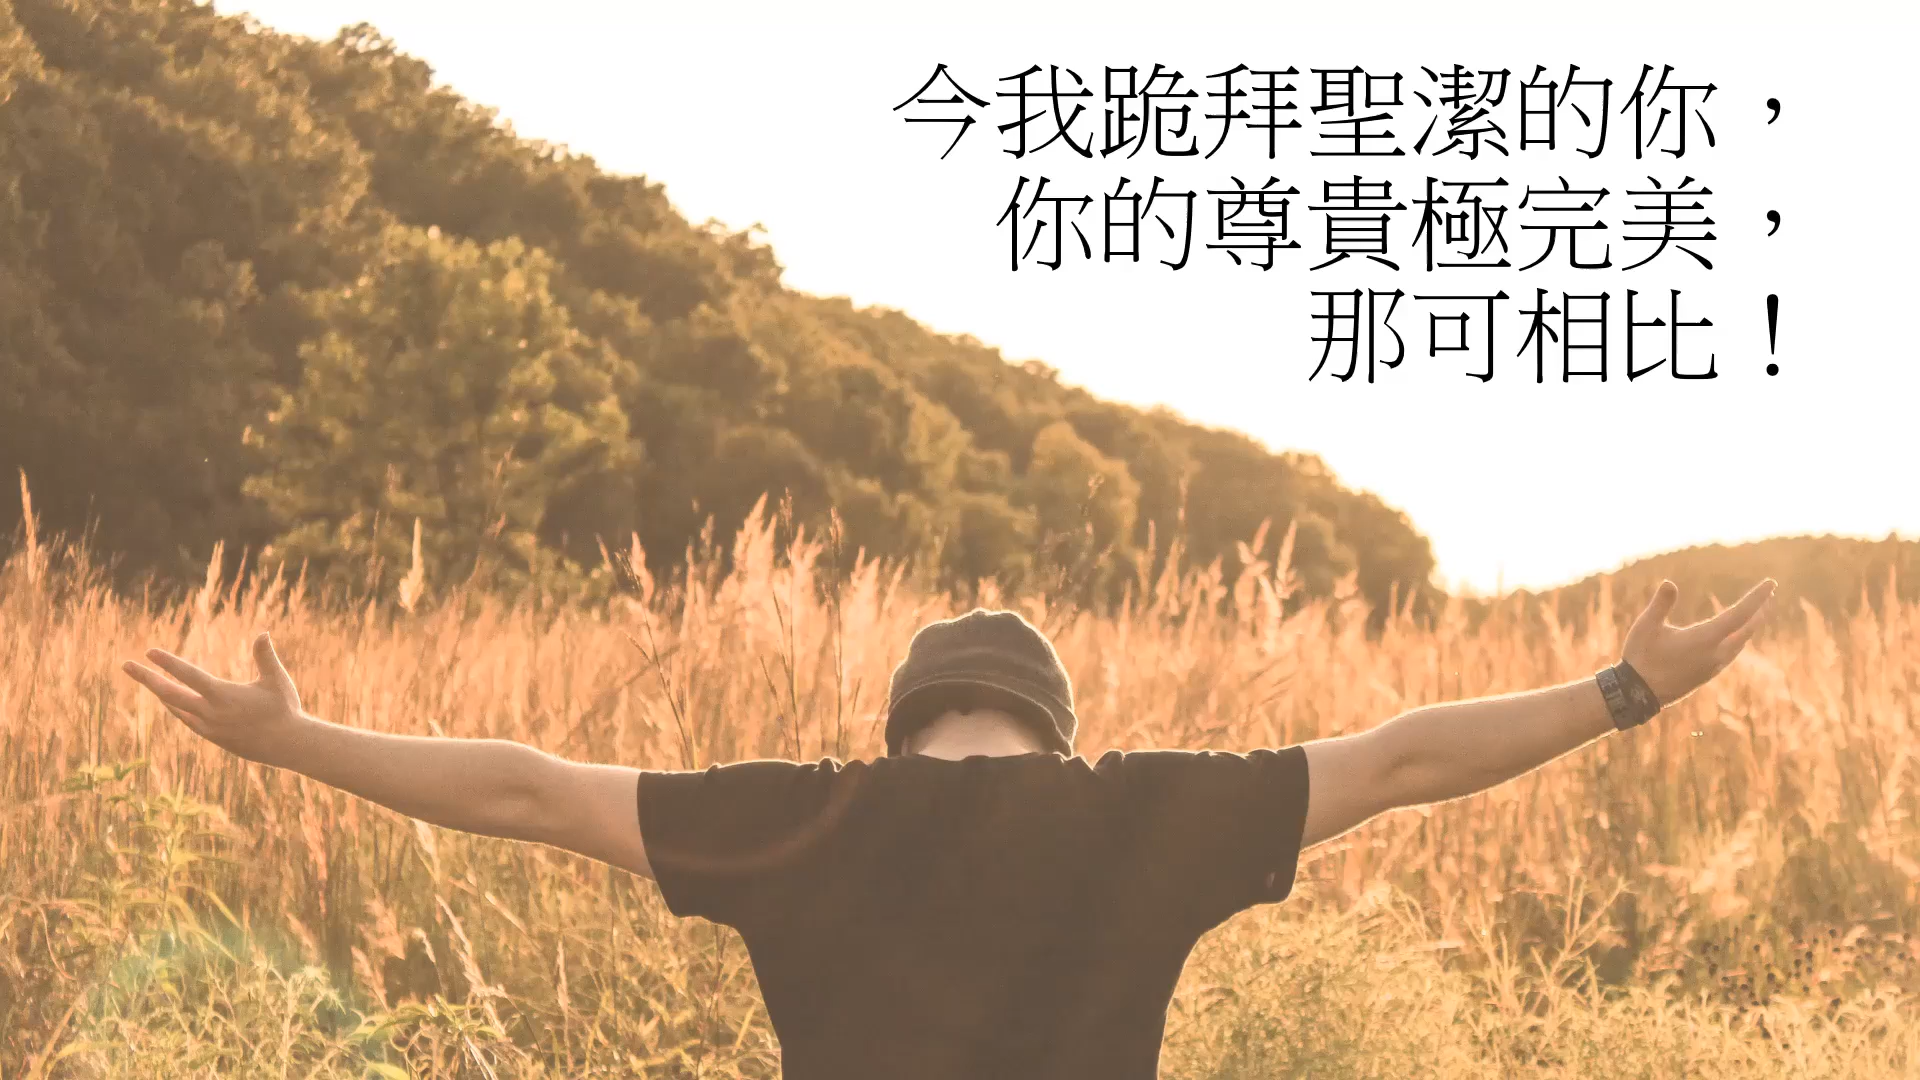 今我跪拜聖潔的你，
你的尊貴極完美，
那可相比！